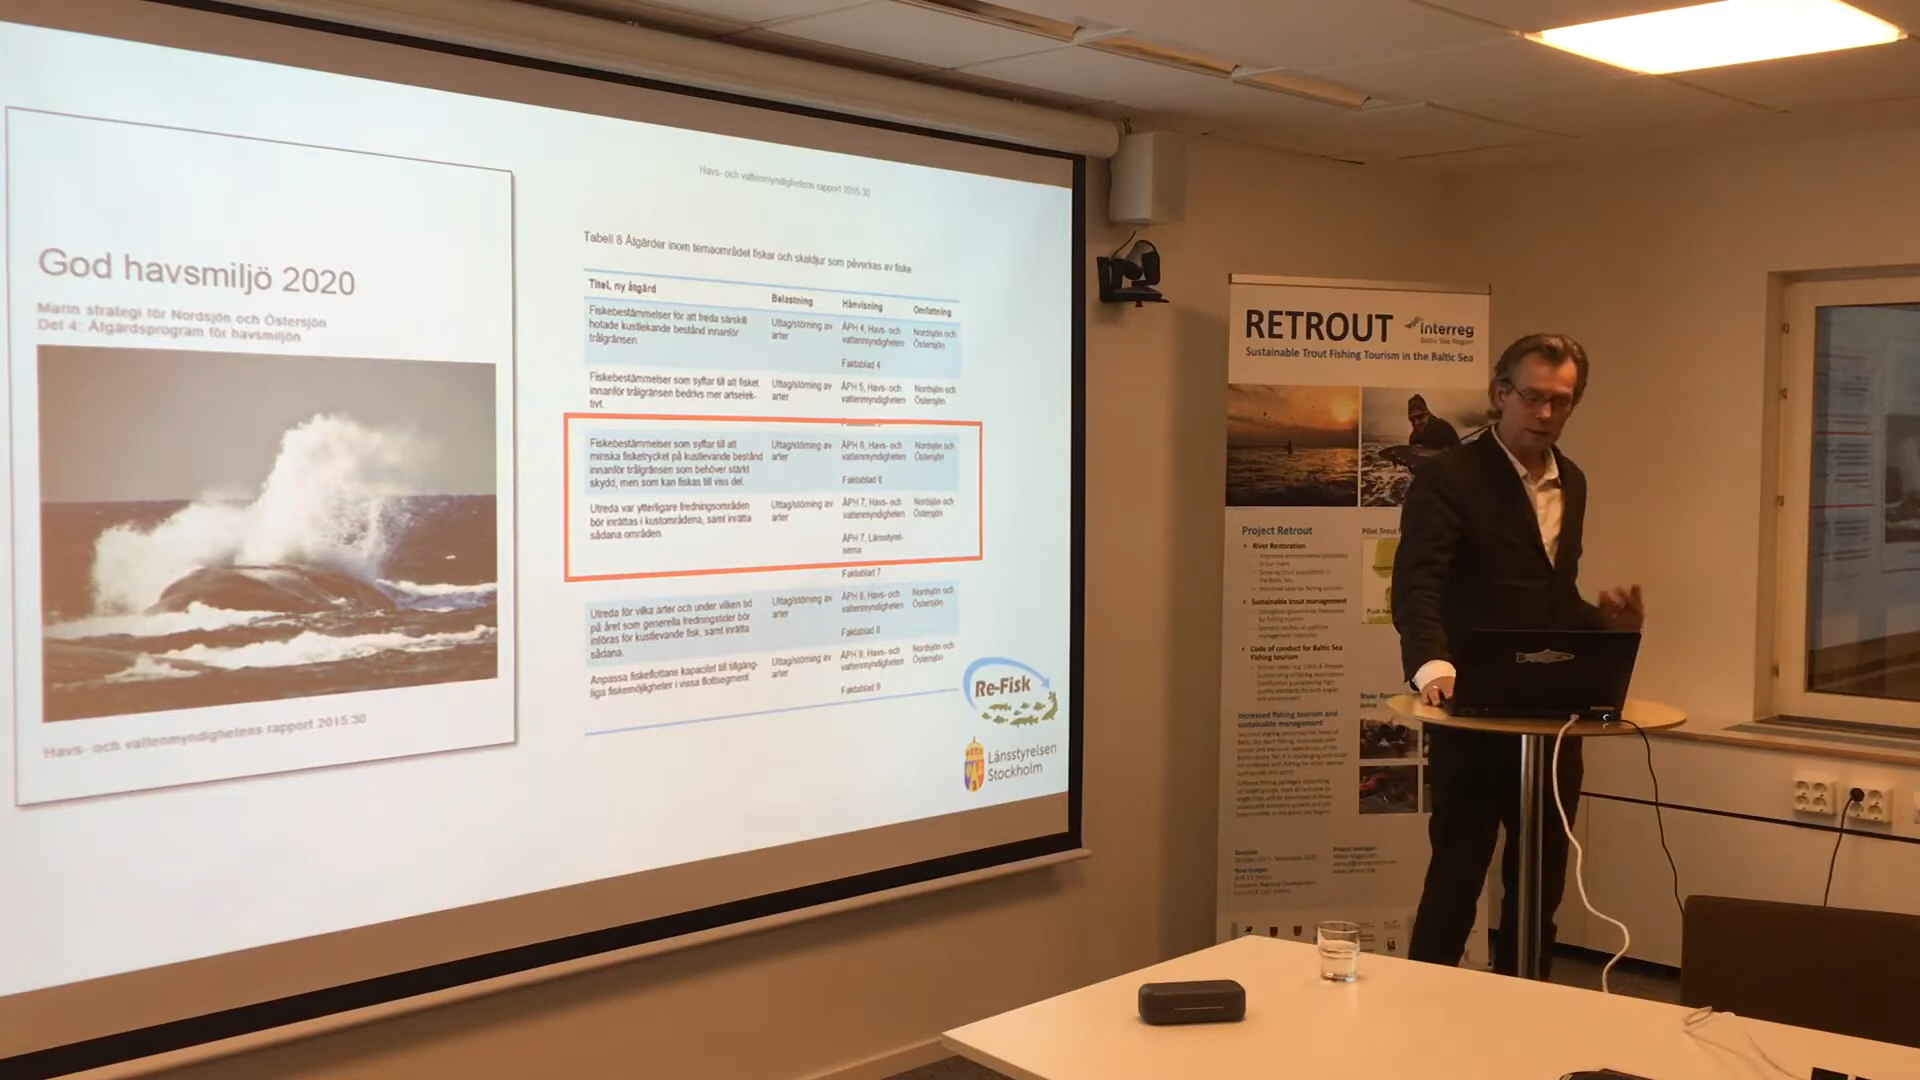 God havsmiljö 2020
Marin strategi för Nordsjön och Östersjön
Del 4: Åtgärdsprogram för havsmiljön
Havs- och vattenmyndighetens rapport 2015:30
Havs- och vattenmyndighetens rapport 2015:30
Tabell 8 Åtgärder inom temaområdet fiskar och skaldjur som påverkas av fiske
Titel, ny åtgärd Belastning Hänvisning Omfattning
Fiskebestämmelser för att freda särskilt
hotade kustlekande bestånd innanför
trålgränsen.
Uttag/störning av
arter
ÅPH 4, Havs- och
vattenmyndigheten
Faktablad 4
Nordsjön och
Östersjön
Fiskebestämmelser som syftar till att fisket
innanför trålgränsen bedrivs mer artselek-
tivt.
Uttag/störning av
arter
ÅPH 5, Havs- och
vattenmyndigheten
Nordsjön och
Östersjön
Fiskebestämmelser som syftar till att
minska fisketrycket på kustlevande bestånd
innanför trålgränsen som behöver stärkt
skydd, men som kan fiskas till viss del.
Uttag/störning av
arter
ÅPH 6, Havs- och
vattenmyndigheten
Faktablad 6
Nordsjön och
Östersjön
Utreda var ytterligare fredningsområden
bör inrättas i kustområdena, samt inrätta
sådana områden.
Uttag/störning av
arter
ÅPH 7, Havs- och
vattenmyndigheten
ÅPH 7, Länsstyrel-
serna
Faktablad 7
Nordsjön och
Östersjön
Utreda för vilka arter och under vilken tid
på året som generella fredningstider bör
införas för kustlevande fisk, samt inrätta
sådana.
Uttag/störning av
arter
ÅPH 8, Havs- och
vattenmyndigheten
Faktablad 8
Nordsjön och
Östersjön
Anpassa fiskeflottans kapacitet till tillgäng-
liga fiskemöjligheter i vissa flottsegment.
Uttag/störning av
arter
ÅPH 9, Havs- och
vattenmyndigheten
Faktablad 9
Nordsjön och
Östersjön
Re-Fisk
Länsstyrelsen
Stockholm
RETROUT
Interreg
Baltic Sea Region
Sustainable Trout Fishing Tourism in the Baltic Sea
Project Retrout
River Restoration
Sustainable trout management
Code of conduct for Baltic Sea
Fishing tourism
Increased fishing tourism and
sustainable management